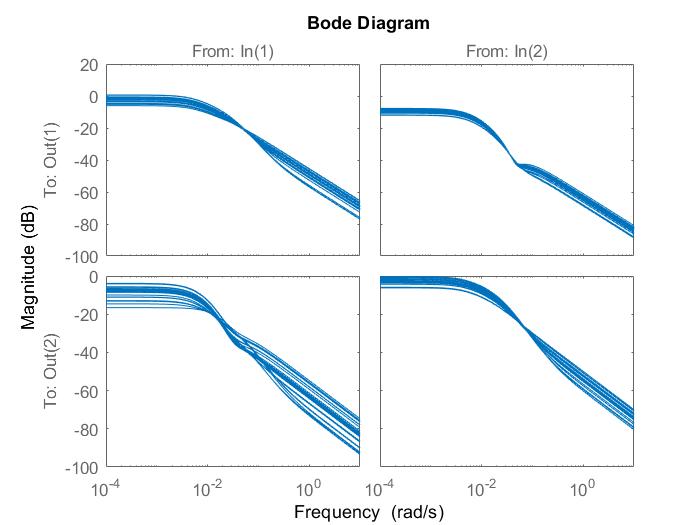 Bode Diagram
From: In(1)
From: In(2)
To: Out(1)
20
0
-20
-40
-60
-80
-100
To: Out(2)
0
-20
-40
-60
-80
-100
Magnitude (dB)
10^-4
10^-2
10^0
10^-4
10^-2
10^0
Frequency (rad/s)